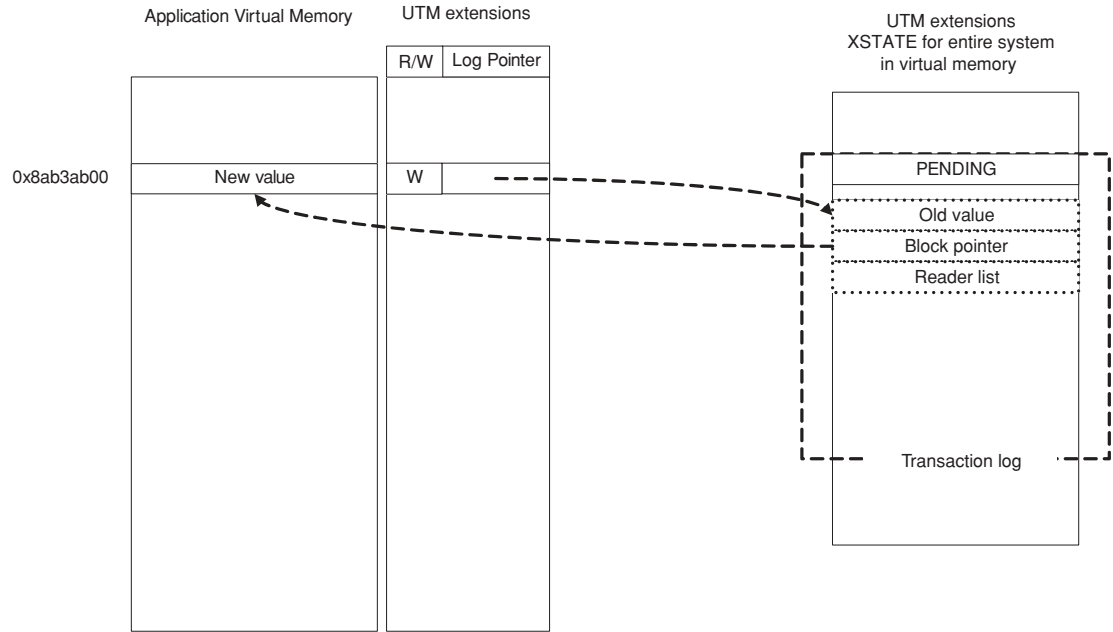 Application Virtual Memory
UTM extensions
UTM extensions
XSTATE for entire system
in virtual memory
R/W
Log Pointer
0x8ab3ab00
New value
W
PENDING
Old value
Block pointer
Reader list
Transaction log